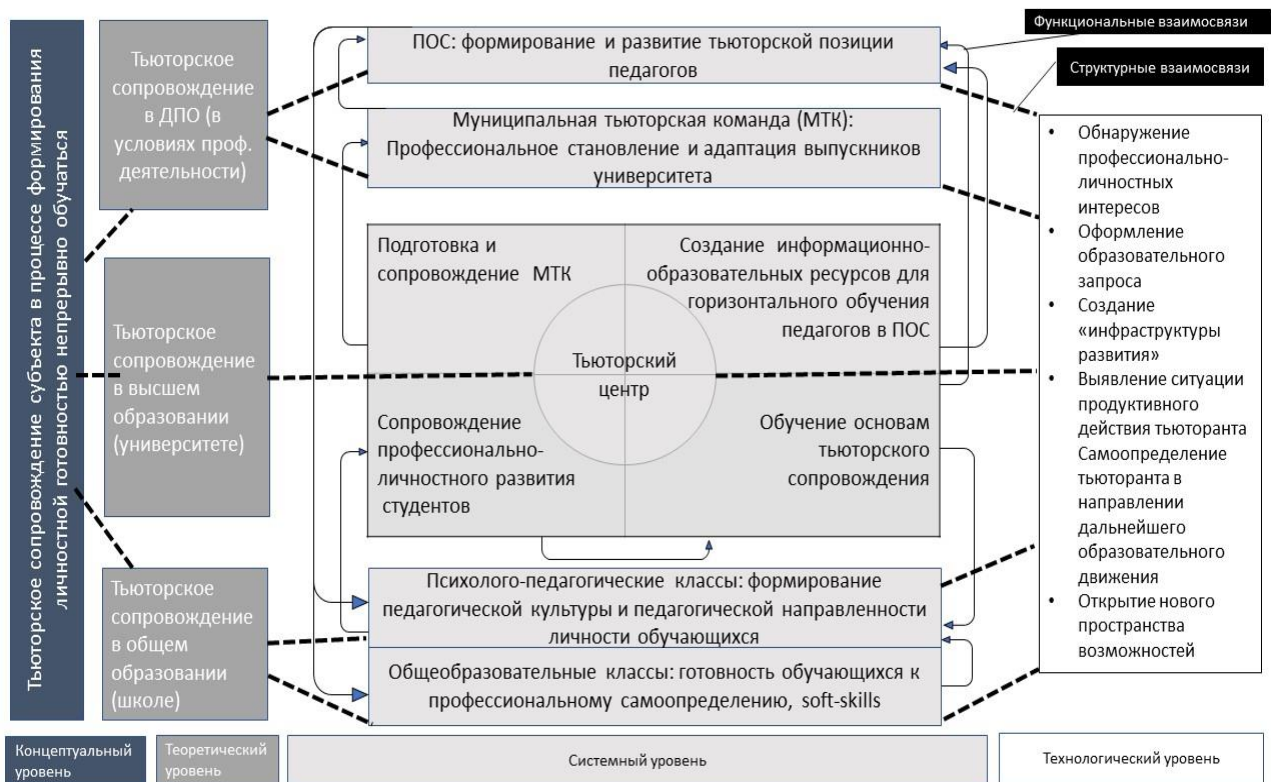 Тьюторское сопровождение субъекта в процессе формирования
личностной готовностью непрерывно обучаться
Тьюторское
сопровождение
в ДПО (в
условиях проф.
деятельности)
Тьюторское
сопровождение
в высшем
образовании
(университете)
Тьюторское
сопровождение
в общем
образовании
(школе)
ПОС: формирование и развитие тьюторской позиции
педагогов
Муниципальная тьюторская команда (МТК):
Профессиональное становление и адаптация выпускников
университета
Подготовка и
сопровождение МТК
Создание информационно-
образовательных ресурсов для
горизонтального обучения
педагогов в ПОС
Тьюторский
центр
Сопровождение
профессионально-
личностного развития
студентов
Обучение основам
тьюторского
сопровождения
Психолого-педагогические классы: формирование
педагогической культуры и педагогической направленности
личности обучающихся
Общеобразовательные классы: готовность обучающихся к
профессиональному самоопределению, soft-skills
Функциональные взаимосвязи
Структурные взаимосвязи
• Обнаружение
профессионально-
личностных
интересов
• Оформление
образовательного
запроса
• Создание
«инфраструктуры
развития»
• Выявление ситуации
продуктивного
действия тьюторанта
Самоопределение
тьюторанта в
направлении
дальнейшего
образовательного
движения
• Открытие нового
пространства
возможностей
Концептуальный
уровень
Теоретический
уровень
Системный уровень
Технологический уровень